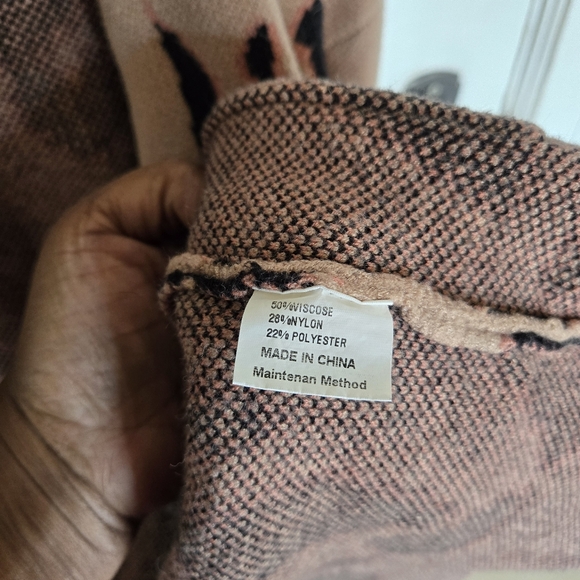 50%VISCOSE
28%NYLON
22% POLYESTER
MADE IN CHINA
Maintenan Method